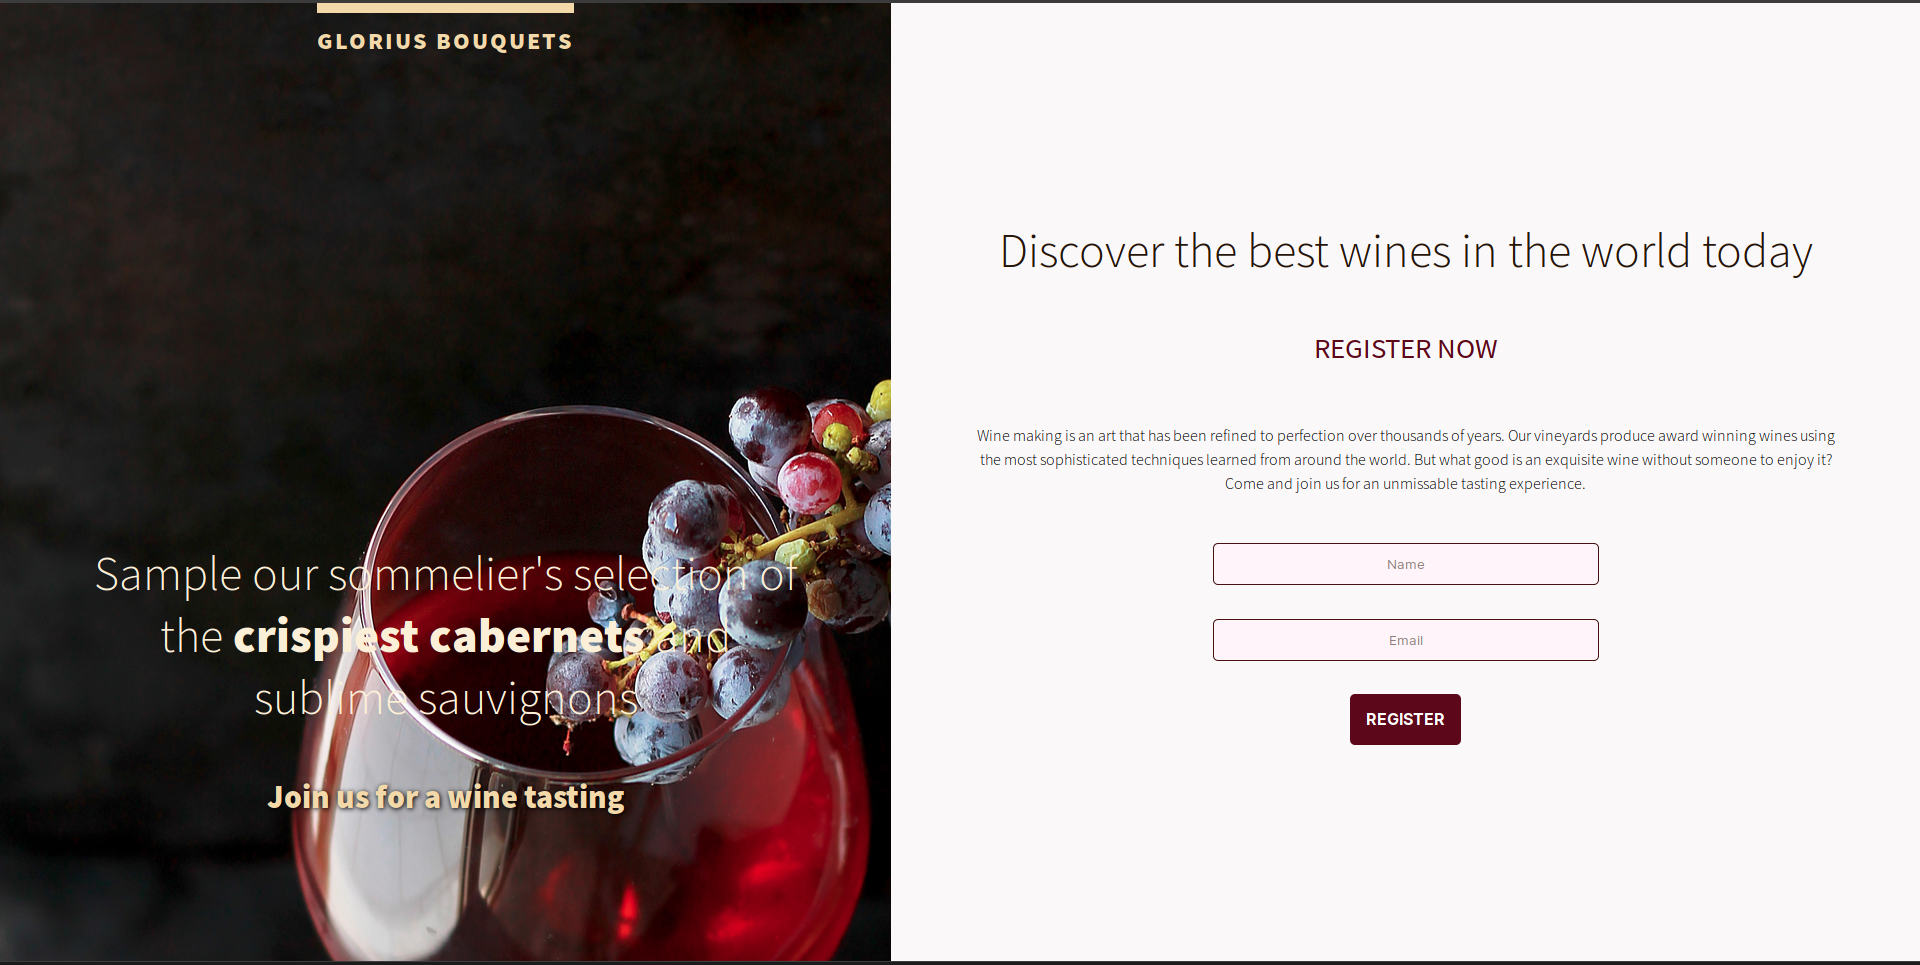 GLORIUS BOUQUETS
Sample our sommelier's selection of
the crispiest cabernets and
sublime sauvignons
Join us for a wine tasting
Discover the best wines in the world today
REGISTER NOW
Wine making is an art that has been refined to perfection over thousands of years. Our vineyards produce award winning wines using
the most sophisticated techniques learned from around the world. But what good is an exquisite wine without someone to enjoy it?
Come and join us for an unmissable tasting experience.
Name
Email
REGISTER